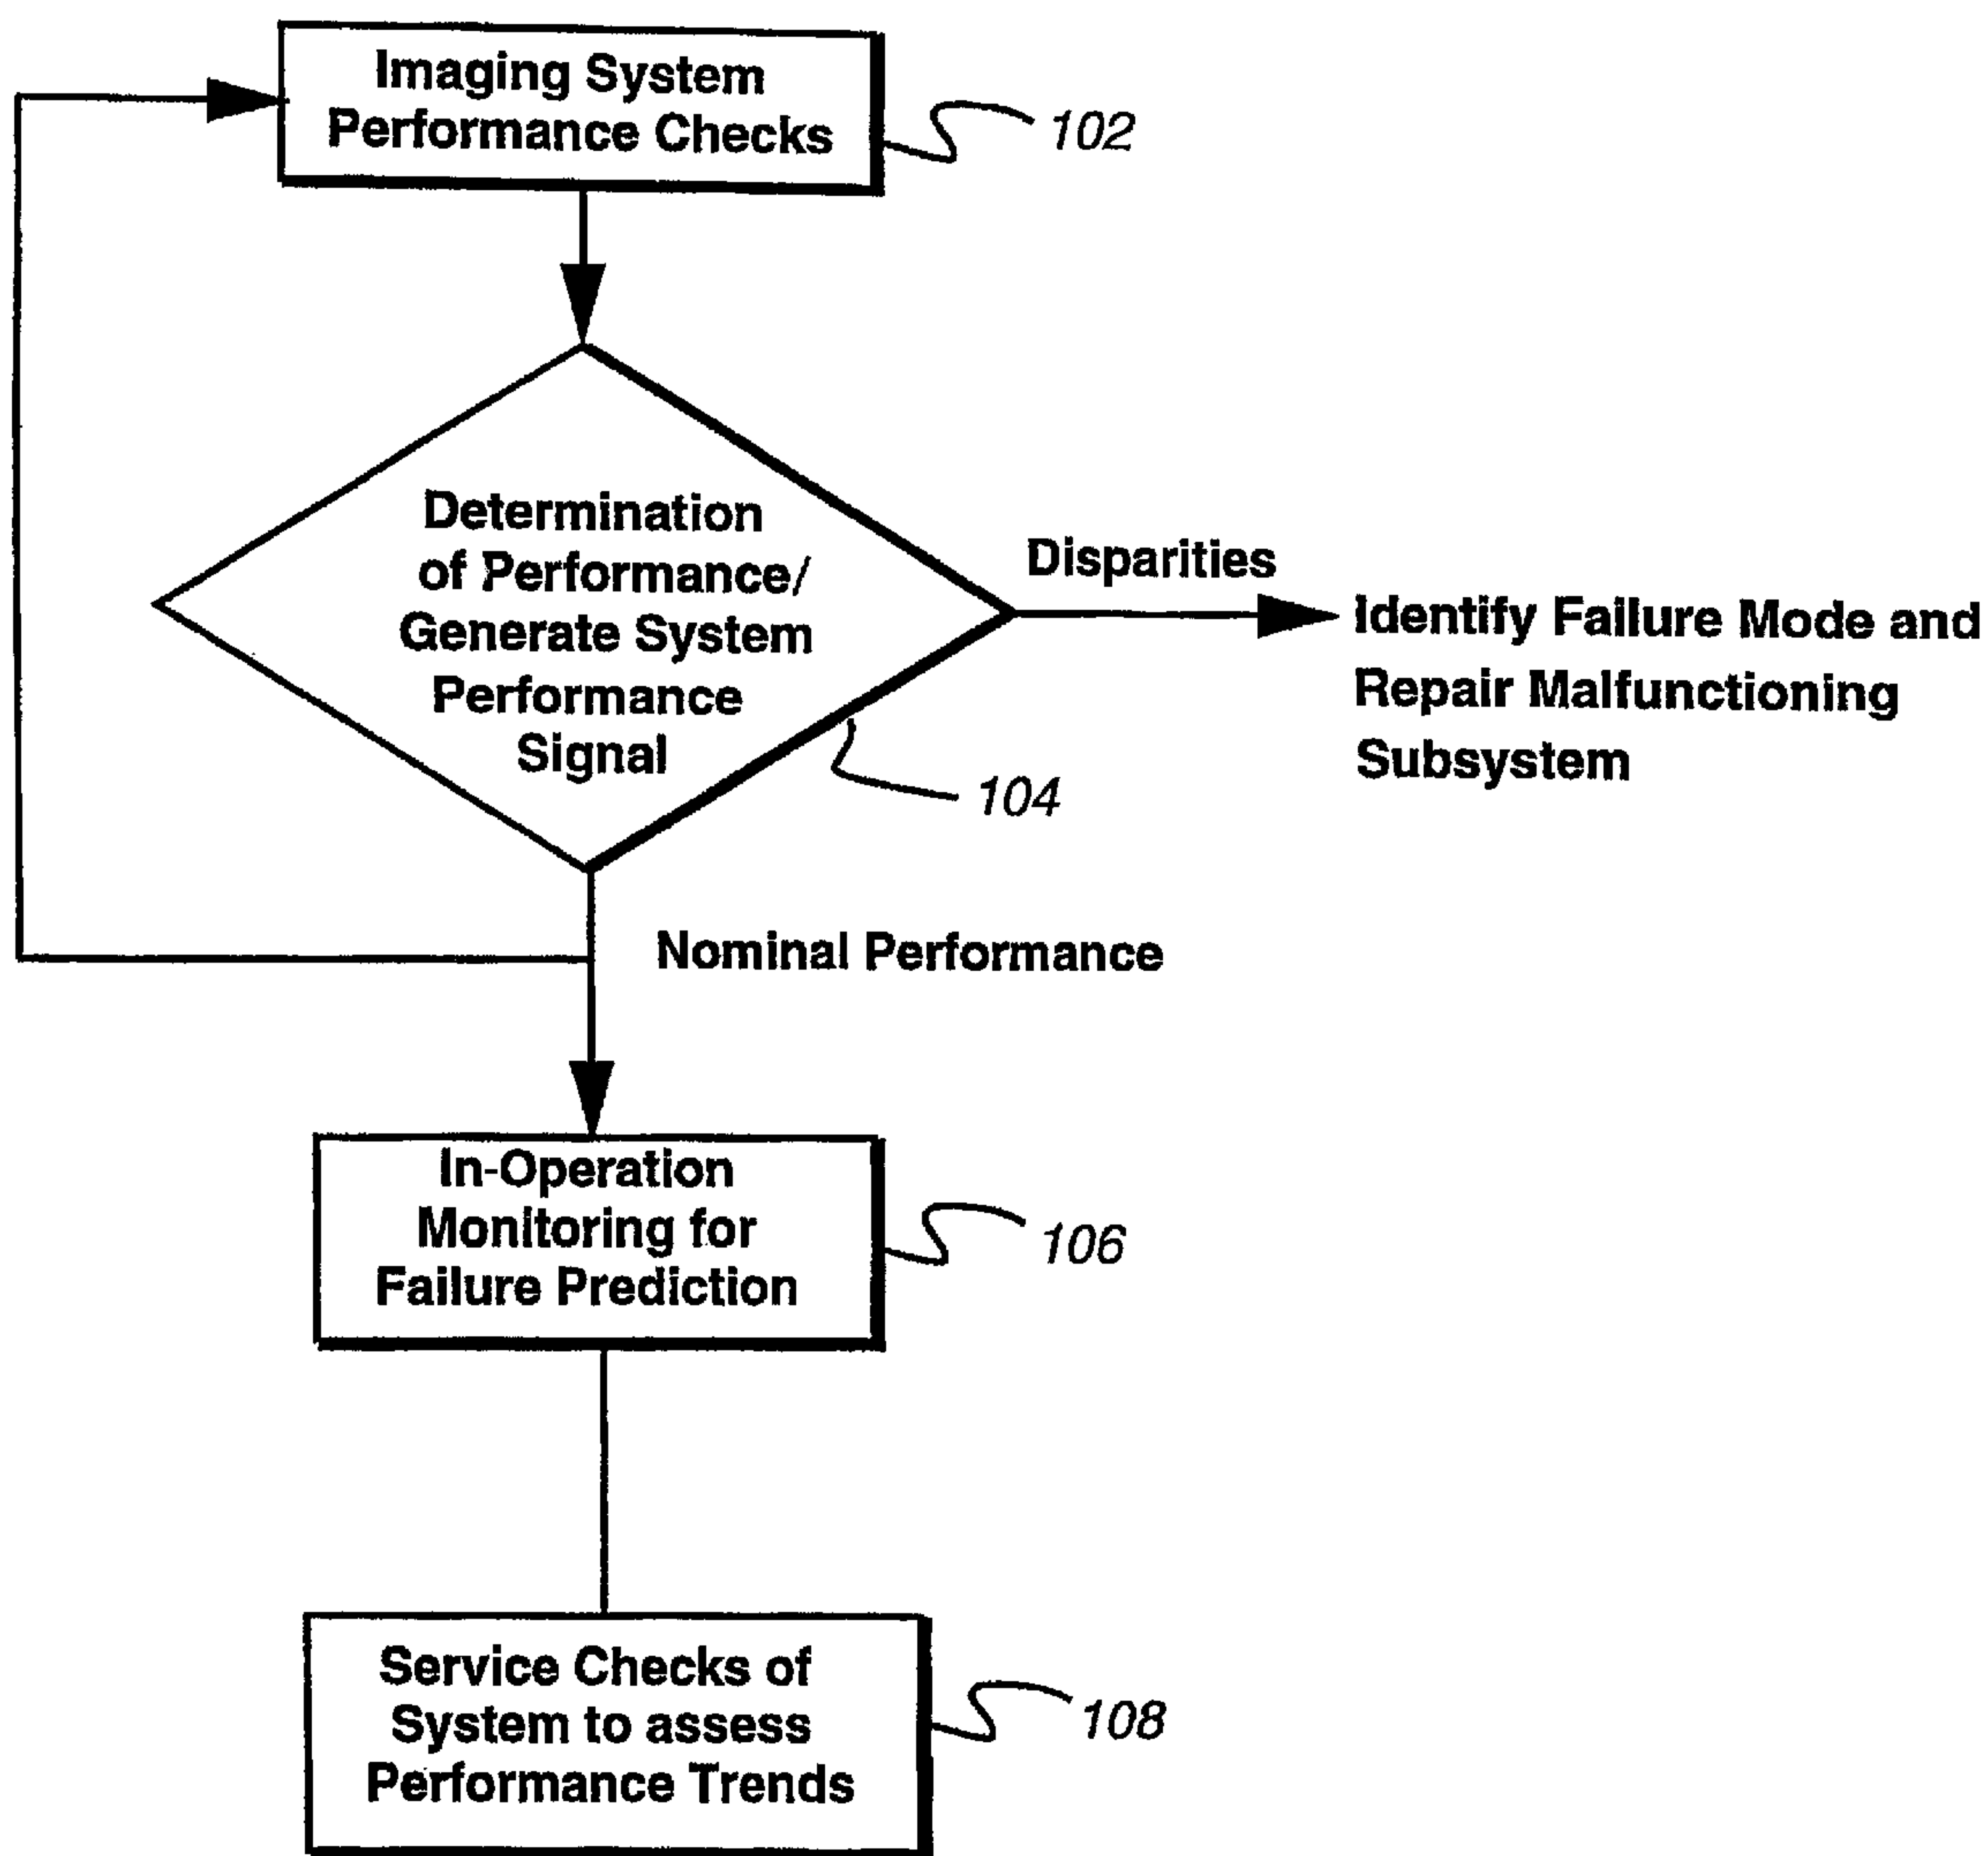 Imaging System
Performance Checks
102
Determination
of Performance/
Generate System
Performance
Signal
104
Disparities
Identify Failure Mode and
Repair Malfunctioning
Subsystem
Nominal Performance
In-Operation
Monitoring for
Failure Prediction
106
Service Checks of
System to assess
Performance Trends
108